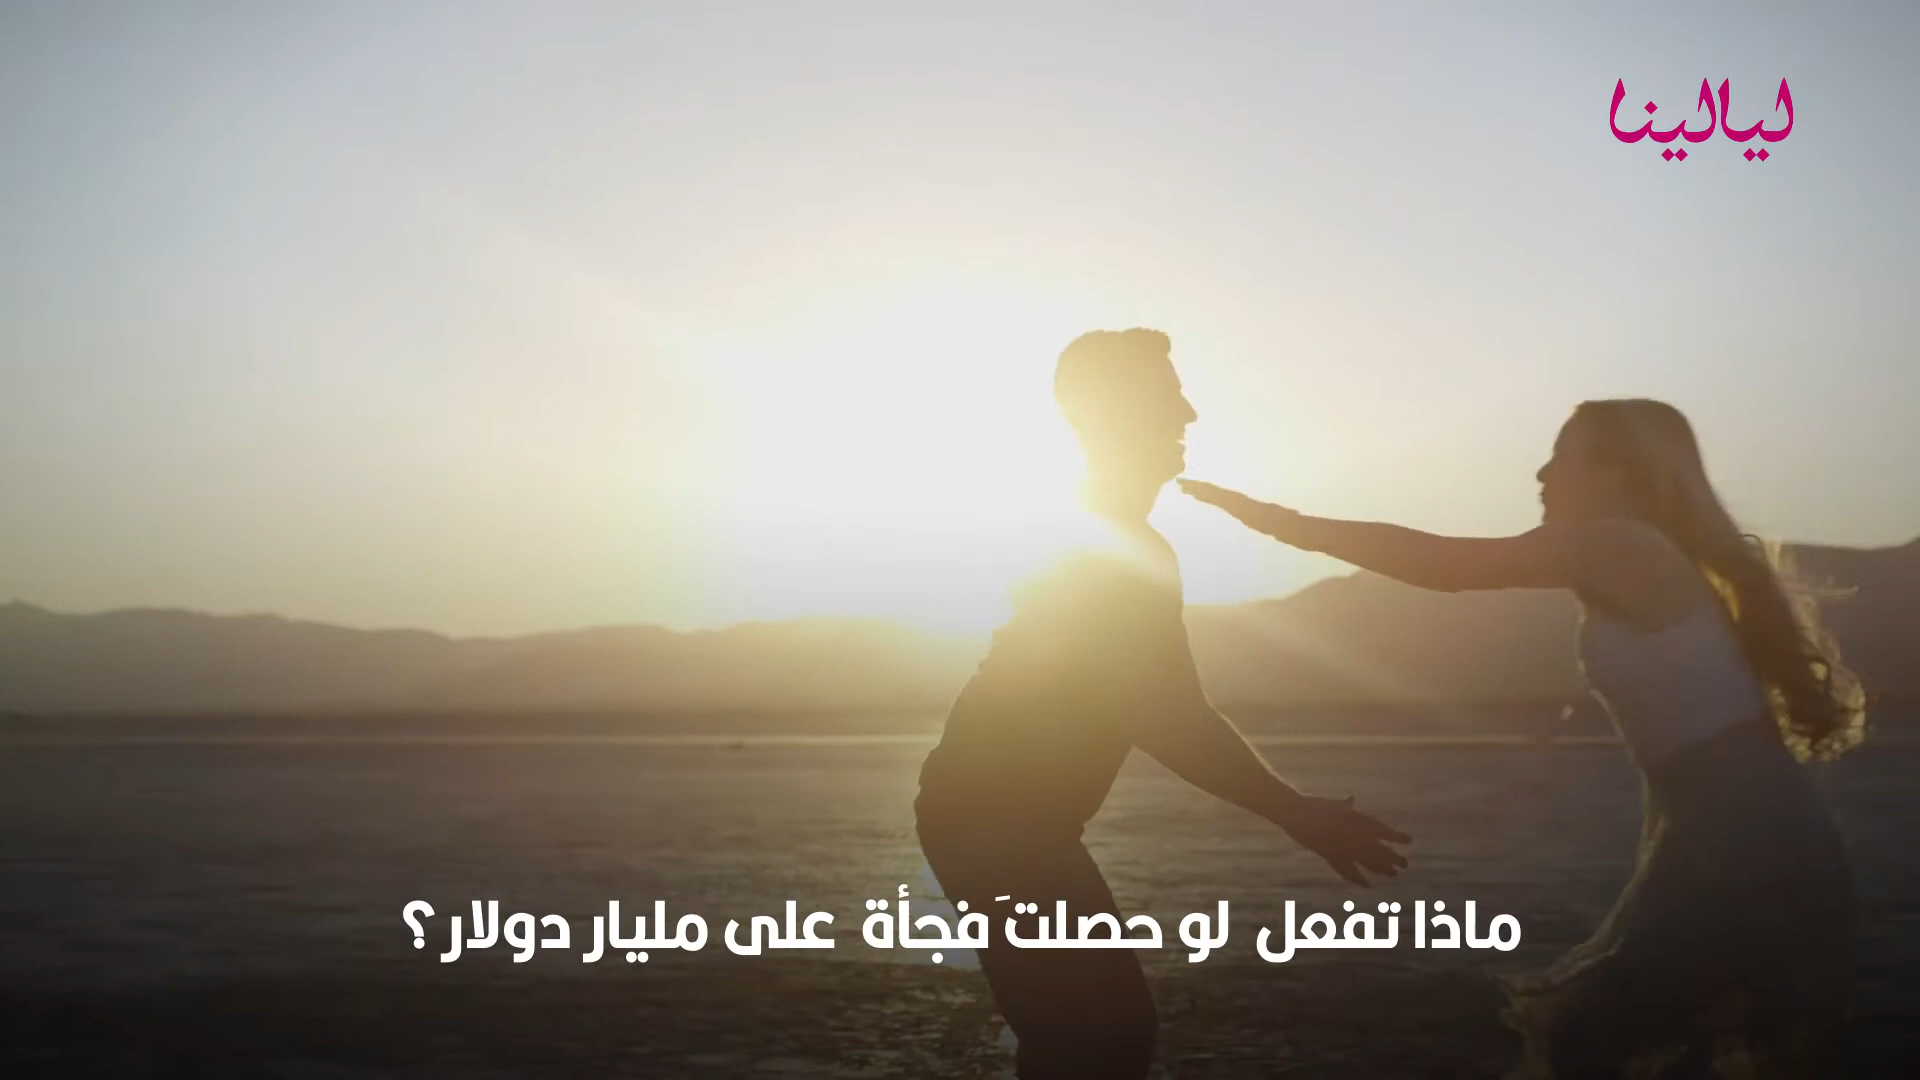 ليالينا
ماذا تفعل لو حصلتَ فجأة على مليار دولار؟